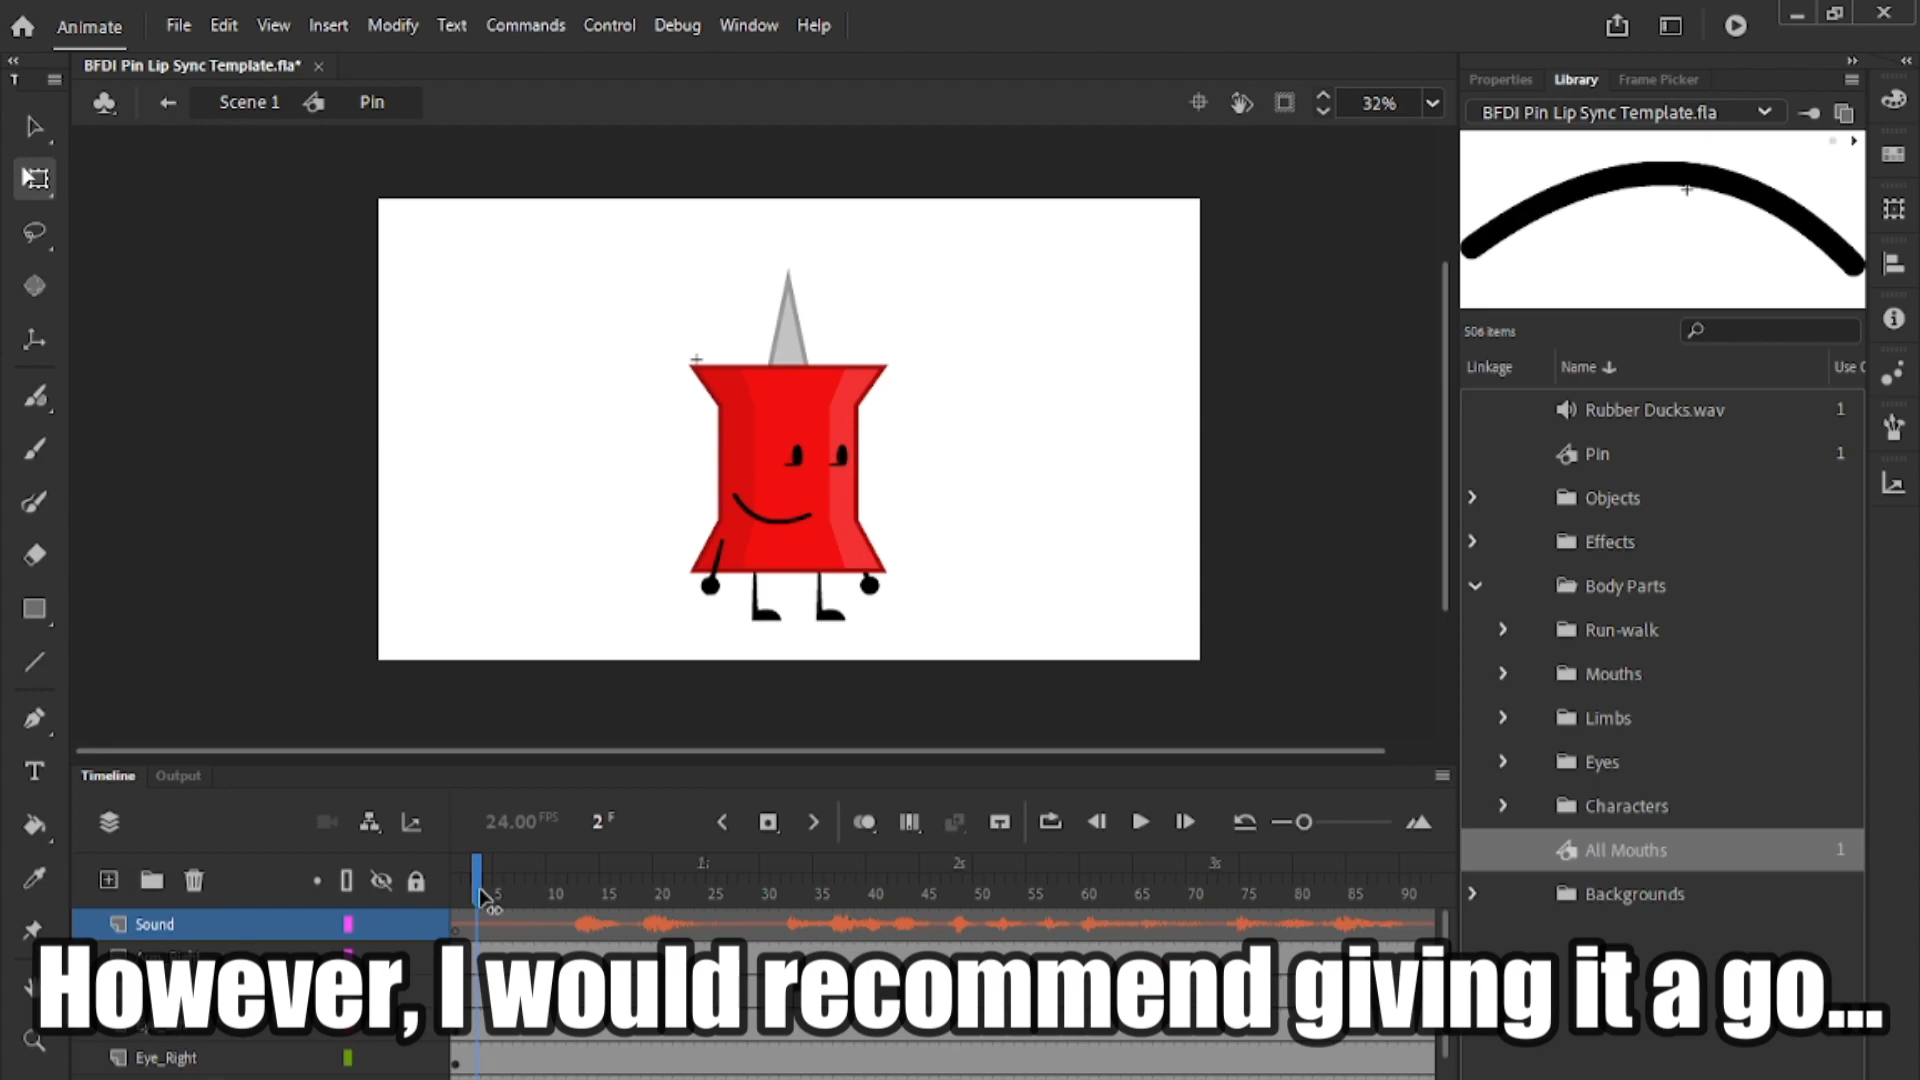 Animate File Edit View Insert Modify Text Commands Control Debug Window Help
BFDI Pin Lip Sync Template.fla*
Scene 1 Pin 32%
Properties Library Frame Picker
BFDI Pin Lip Sync Template.fla
506 items
Linkage Name Use C
Rubber Ducks.wav 1
Pin 1
Objects
Effects
Body Parts
Run-walk
Mouths
Limbs
Eyes
Characters
All Mouths 1
Backgrounds
Timeline Output
24.00 FPS 2 F
1s 2s 3s
5 10 15 20 25 30 35 40 45 50 55 60 65 70 75 80 85 90
Sound
However, I would recommend giving it a go...
Eye_Right